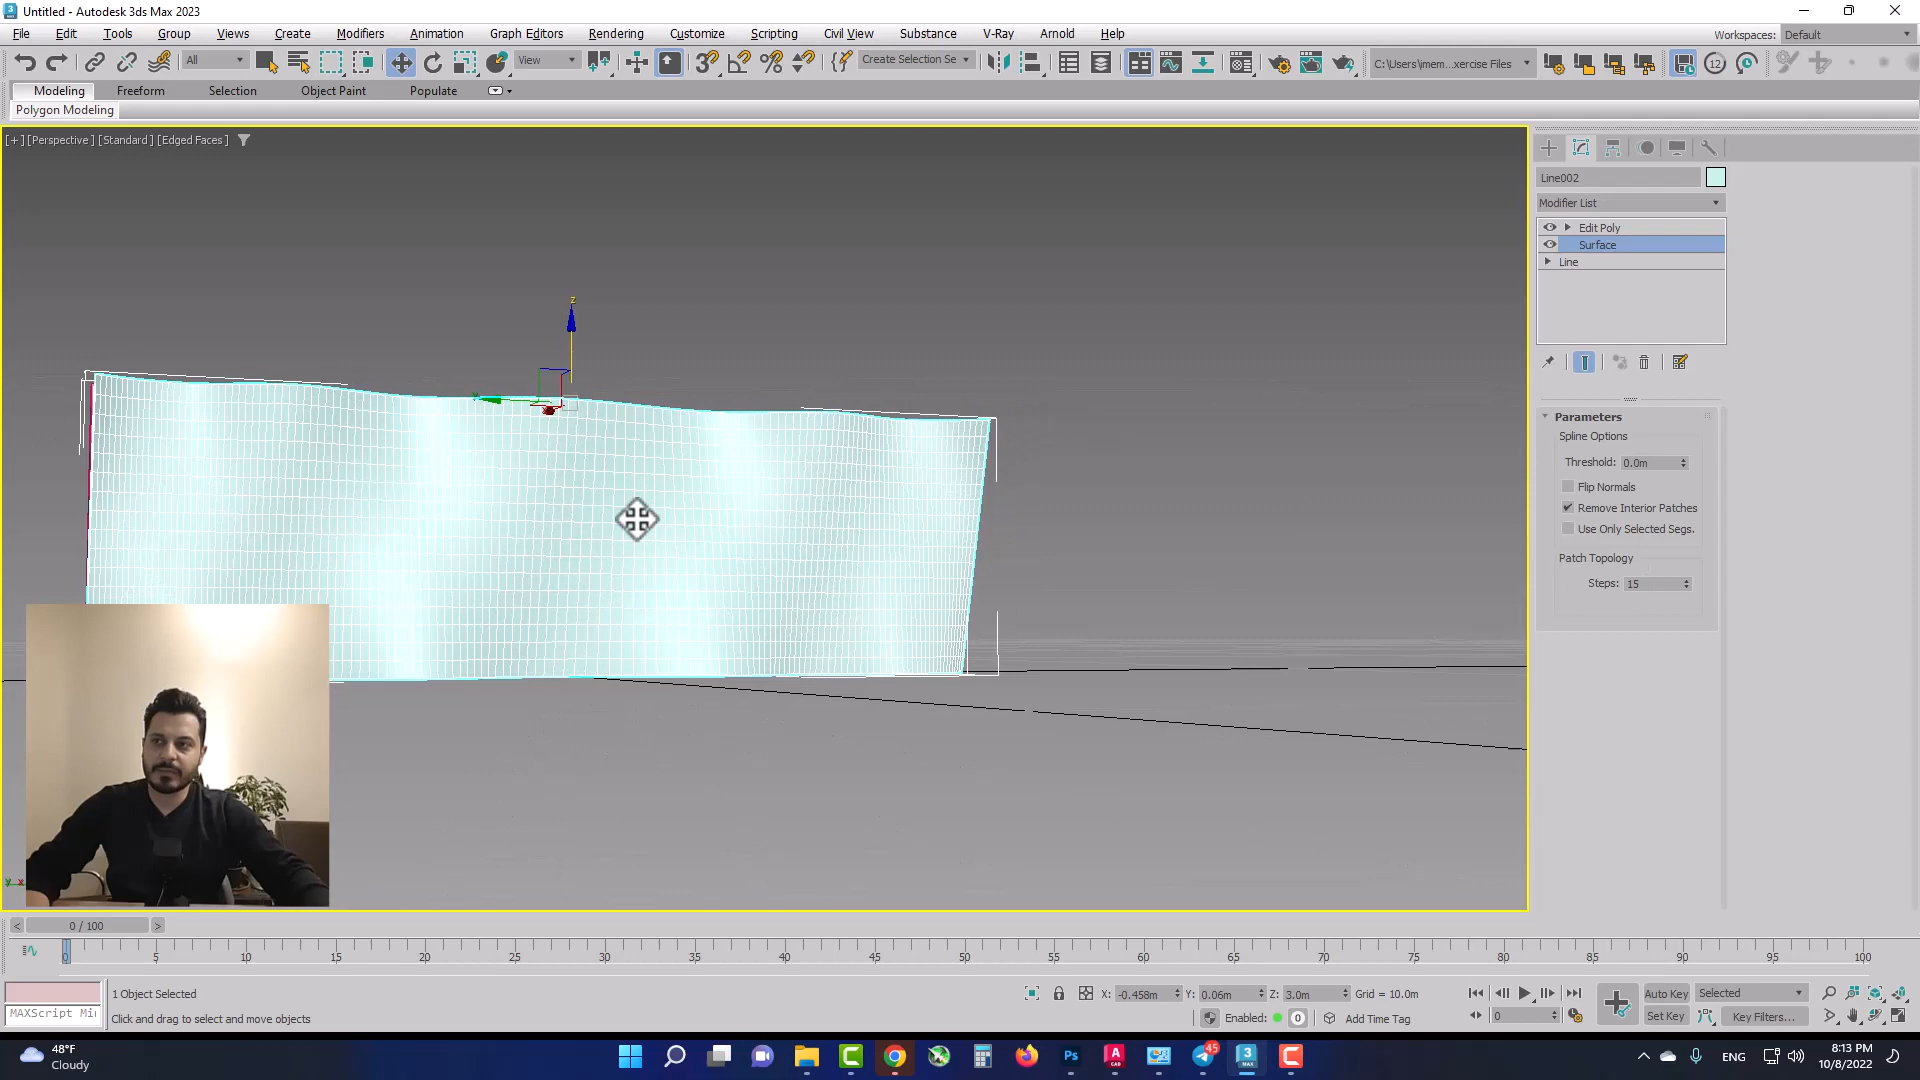 Untitled - Autodesk 3ds Max 2023
File Edit Tools Group Views Create Modifiers Animation Graph Editors Rendering Customize Scripting Civil View Substance V-Ray Arnold Help
Workspaces: Default
All View Create Selection Se C:\Users\imem...xercise Files
Modeling Freeform Selection Object Paint Populate
Polygon Modeling
[+] [Perspective] [Standard] [Edged Faces]
Line002
Modifier List
Edit Poly
Surface
Line
Parameters
Spline Options
Threshold: 0.0m
Flip Normals
Remove Interior Patches
Use Only Selected Segs.
Patch Topology
Steps: 15
z
y x
< 0 / 100 >
0 5 10 15 20 25 30 35 40 45 50 55 60 65 70 75 80 85 90 95 100
1 Object Selected
X: -0.458m Y: 0.06m Z: 3.0m Grid = 10.0m
Auto Key Selected
MAXScript Mi
Click and drag to select and move objects
Enabled: 0 Add Time Tag
0
Set Key Key Filters...
48°F
Cloudy
45
ENG
8:13 PM
10/8/2022